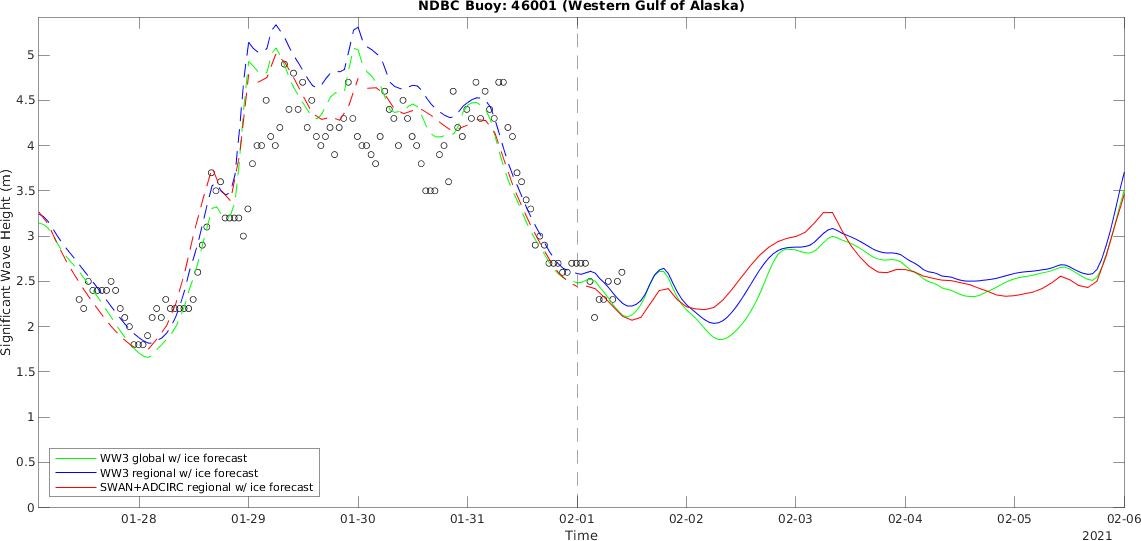 NDBC Buoy: 46001 (Western Gulf of Alaska)
Significant Wave Height (m)
5
4.5
4
3.5
3
2.5
2
1.5
1
0.5
0
WW3 global w/ ice forecast
WW3 regional w/ ice forecast
SWAN+ADCIRC regional w/ ice forecast
01-28 01-29 01-30 01-31 02-01 02-02 02-03 02-04 02-05 02-06
Time
2021